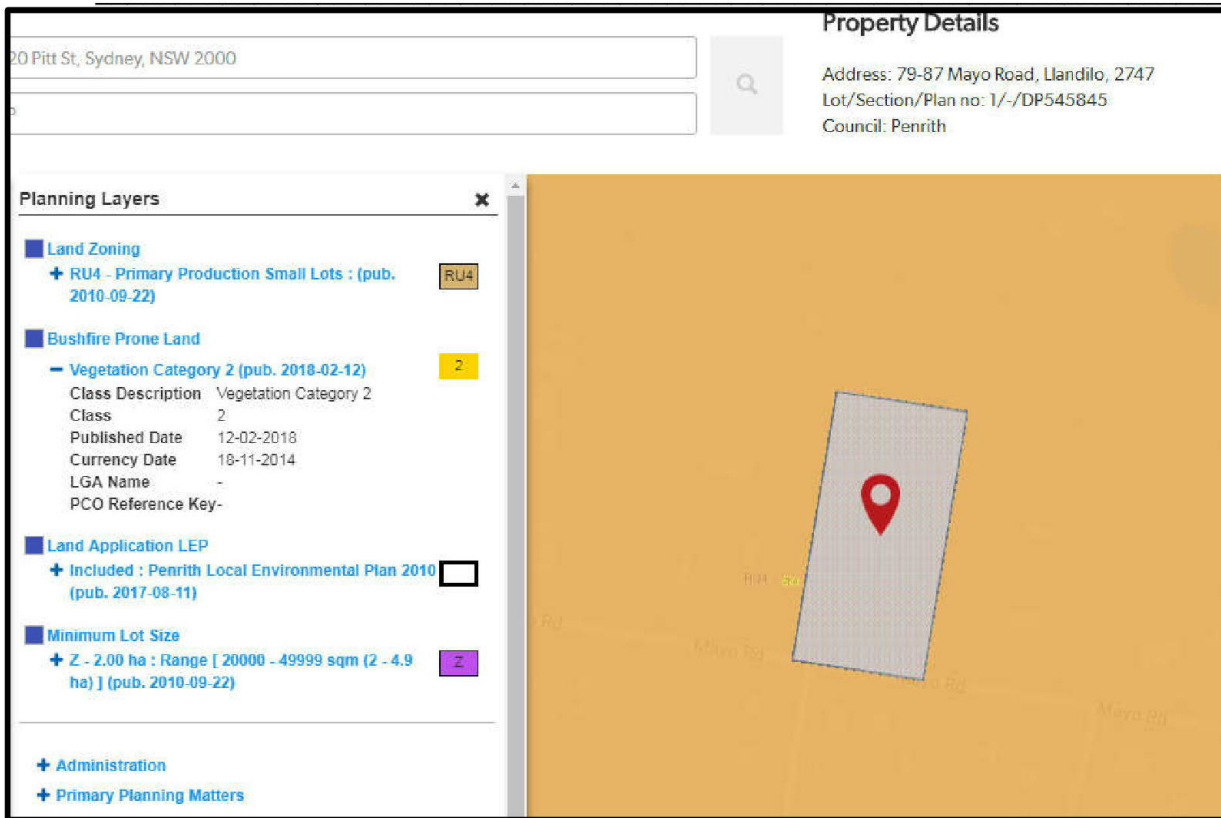 20 Pitt St, Sydney, NSW 2000
Property Details
Address: 79-87 Mayo Road, Llandilo, 2747
Lot/Section/Plan no: 1/-/DP545845
Council: Penrith
Planning Layers ✖
Land Zoning
+ RU4 - Primary Production Small Lots : (pub.
2010-09-22)
RU4
Bushfire Prone Land
− Vegetation Category 2 (pub. 2018-02-12)
2
Class Description Vegetation Category 2
Class 2
Published Date 12-02-2018
Currency Date 18-11-2014
LGA Name -
PCO Reference Key-
Land Application LEP
+ Included : Penrith Local Environmental Plan 2010
(pub. 2017-08-11)
Minimum Lot Size
+ Z - 2.00 ha : Range [ 20000 - 49999 sqm (2 - 4.9
ha) ] (pub. 2010-09-22)
Z
+ Administration
+ Primary Planning Matters
RU4
Rd
Mayo Rd
Mayo Rd
Mayo Rd